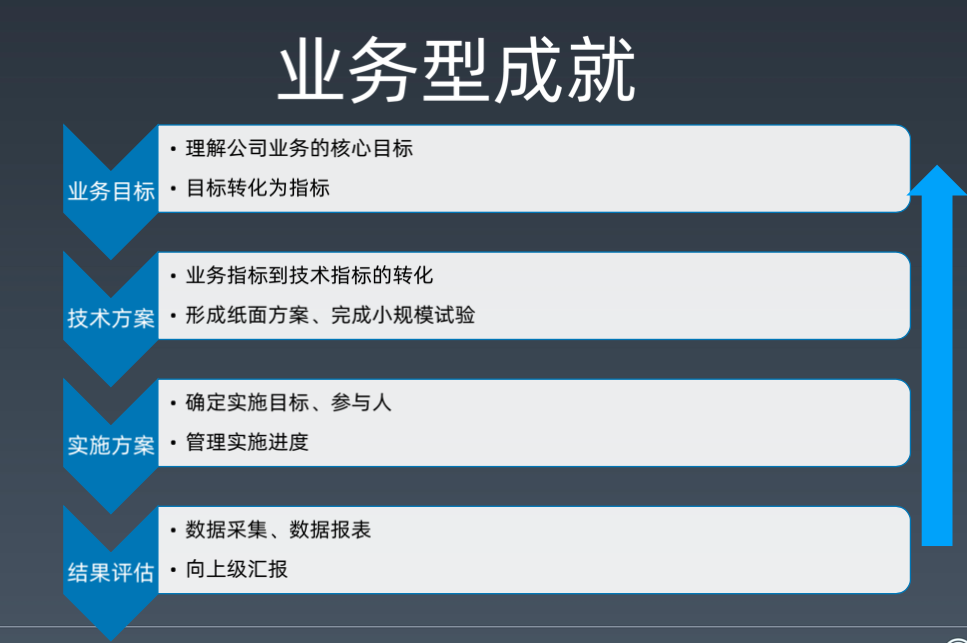 业务型成就
业务目标
• 理解公司业务的核心目标
• 目标转化为指标
技术方案
• 业务指标到技术指标的转化
• 形成纸面方案、完成小规模试验
实施方案
• 确定实施目标、参与人
• 管理实施进度
结果评估
• 数据采集、数据报表
• 向上级汇报